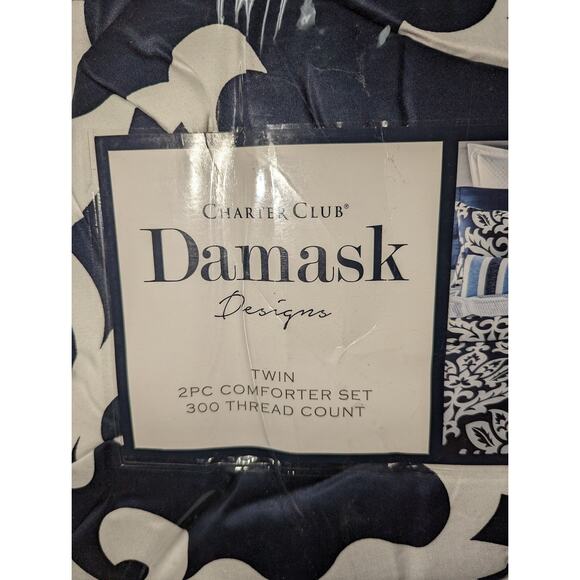 CHARTER CLUB®
Damask
Designs
TWIN
2PC COMFORTER SET
300 THREAD COUNT